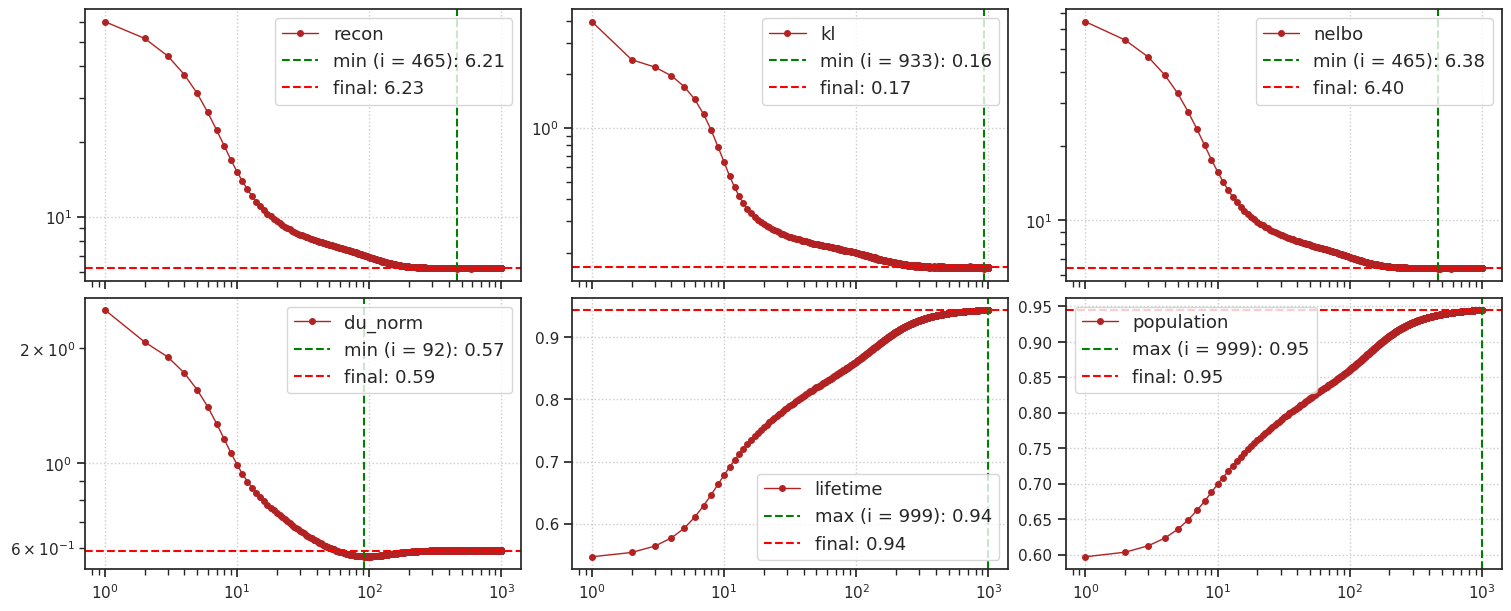 recon
min (i = 465): 6.21
final: 6.23
10¹
kl
min (i = 933): 0.16
final: 0.17
10⁰
nelbo
min (i = 465): 6.38
final: 6.40
10¹
du_norm
min (i = 92): 0.57
final: 0.59
2 × 10⁰
10⁰
6 × 10⁻¹
10⁰
10¹
10²
10³
lifetime
max (i = 999): 0.94
final: 0.94
0.9
0.8
0.7
0.6
10⁰
10¹
10²
10³
population
max (i = 999): 0.95
final: 0.95
0.95
0.90
0.85
0.80
0.75
0.70
0.65
0.60
10⁰
10¹
10²
10³